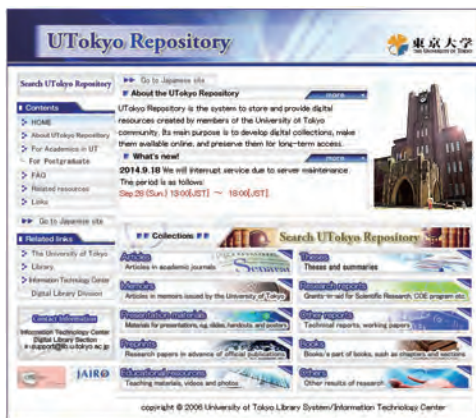 UTokyo Repository
東京大学
THE UNIVERSITY OF TOKYO
Search UTokyo Repository
Contents
HOME
About UTokyo Repository
For Academics in UT
For Postgraduate
FAQ
Related resources
Links
Go to Japanese site
Related links
The University of Tokyo
Library
Information Technology Center
Digital Library Division
Contact Information
Information Technology Center
Digital Library Section
JAIRO
Go to Japanese site
About the UTokyo Repository
more
UTokyo Repository is the system to store and provide digital
resources created by members of the University of Tokyo
community. Its main purpose is to develop digital collections, make
them available online, and preserve them for long-term access.
What's new!
more
2014.9.18 We will interrupt service due to server maintenance.
The period is as follows:
Sep 28 (Sun.) 13:00[JST] ～ 18:00[JST].
Collections
Search UTokyo Repository
Articles
Articles in academic journals
Theses
Theses and summaries
Memoirs
Articles in memoirs issued by the University of Tokyo
Research reports
Grants-in-aid for Scientific Research, COE program etc.
Presentation materials
Materials for presentations, e.g. slides, handouts, and posters
Other reports
Technical reports, working papers
Preprints
Research papers in advance of official publications
Books
Books/a part of books, such as chapters and sections
Educational resources
Teaching materials, videos and photos
Others
Other results of research
copyright © 2006 University of Tokyo Library System/Information Technology Center